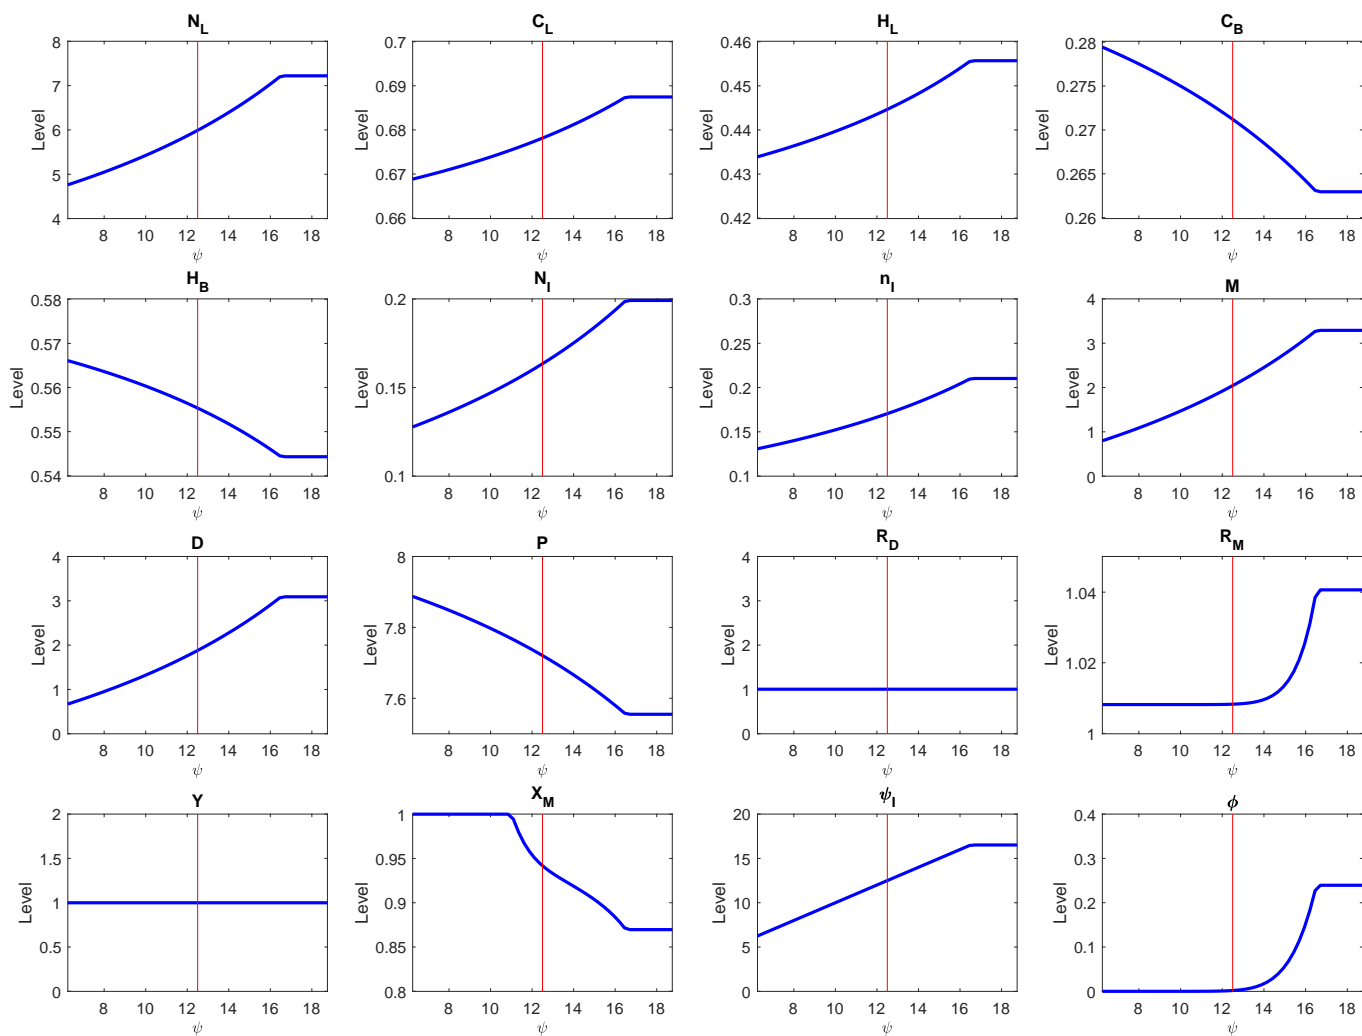 N_L
Level
8
7
6
5
4
8 10 12 14 16 18
ψ
C_L
Level
0.7
0.69
0.68
0.67
0.66
8 10 12 14 16 18
ψ
H_L
Level
0.46
0.45
0.44
0.43
0.42
8 10 12 14 16 18
ψ
C_B
Level
0.28
0.275
0.27
0.265
0.26
8 10 12 14 16 18
ψ
H_B
Level
0.58
0.57
0.56
0.55
0.54
8 10 12 14 16 18
ψ
N_I
Level
0.2
0.15
0.1
8 10 12 14 16 18
ψ
n_I
Level
0.3
0.25
0.2
0.15
0.1
8 10 12 14 16 18
ψ
M
Level
4
3
2
1
0
8 10 12 14 16 18
ψ
D
Level
4
3
2
1
0
8 10 12 14 16 18
ψ
P
Level
8
7.8
7.6
8 10 12 14 16 18
ψ
R_D
Level
4
3
2
1
0
8 10 12 14 16 18
ψ
R_M
Level
1.04
1.02
1
8 10 12 14 16 18
ψ
Y
Level
2
1.5
1
0.5
0
8 10 12 14 16 18
ψ
X_M
Level
1
0.95
0.9
0.85
0.8
8 10 12 14 16 18
ψ
ψ_I
Level
20
15
10
5
0
8 10 12 14 16 18
ψ
ϕ
Level
0.4
0.3
0.2
0.1
0
8 10 12 14 16 18
ψ